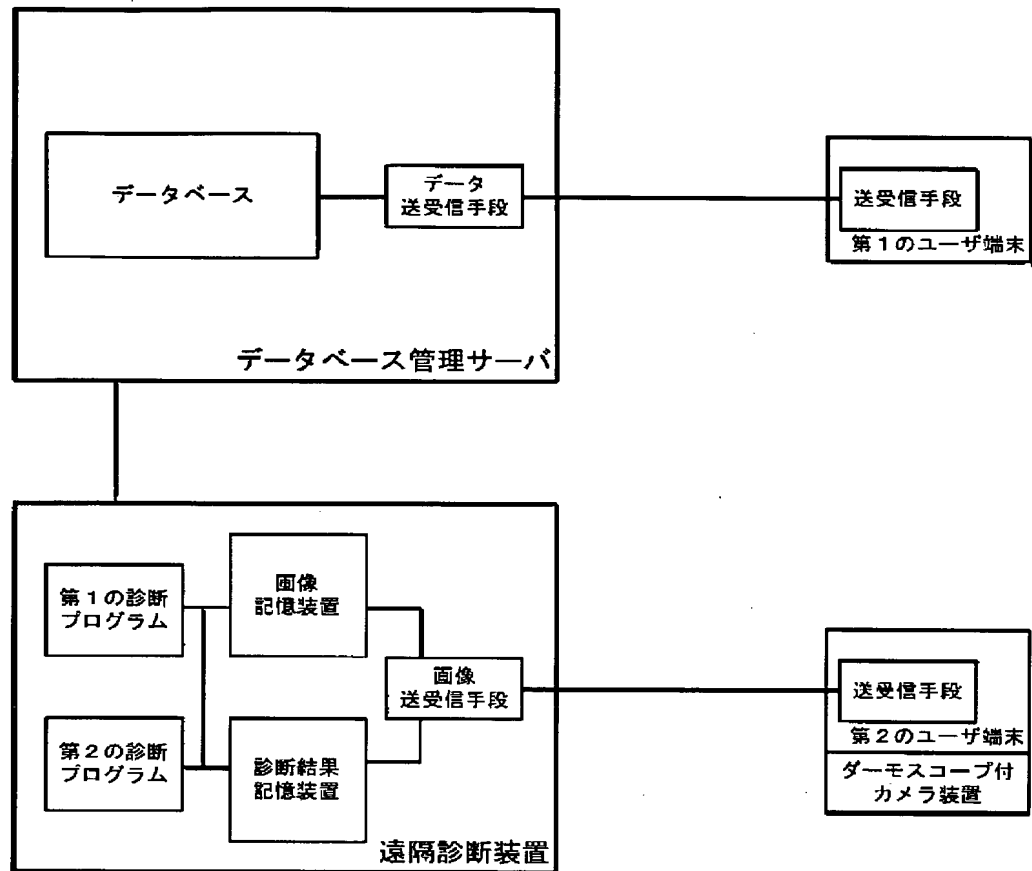 データベース
データ
送受信手段
データベース管理サーバ
送受信手段
第1のユーザ端末
第1の診断
プログラム
画像
記憶装置
第2の診断
プログラム
診断結果
記憶装置
画像
送受信手段
遠隔診断装置
送受信手段
第2のユーザ端末
ダーモスコープ付
カメラ装置